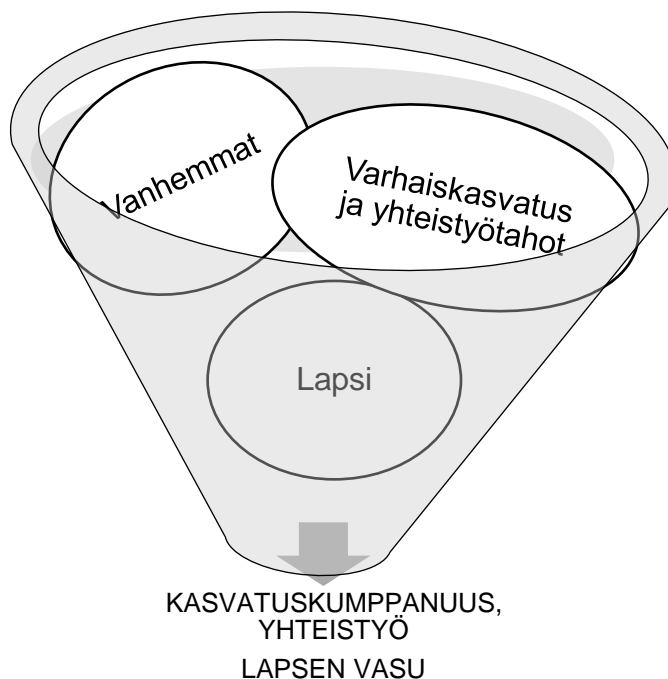 Vanhemmat
Varhaiskasvatus
ja yhteistyötahot
Lapsi
KASVATUSKUMPPANUUS,
YHTEISTYÖ
LAPSEN VASU